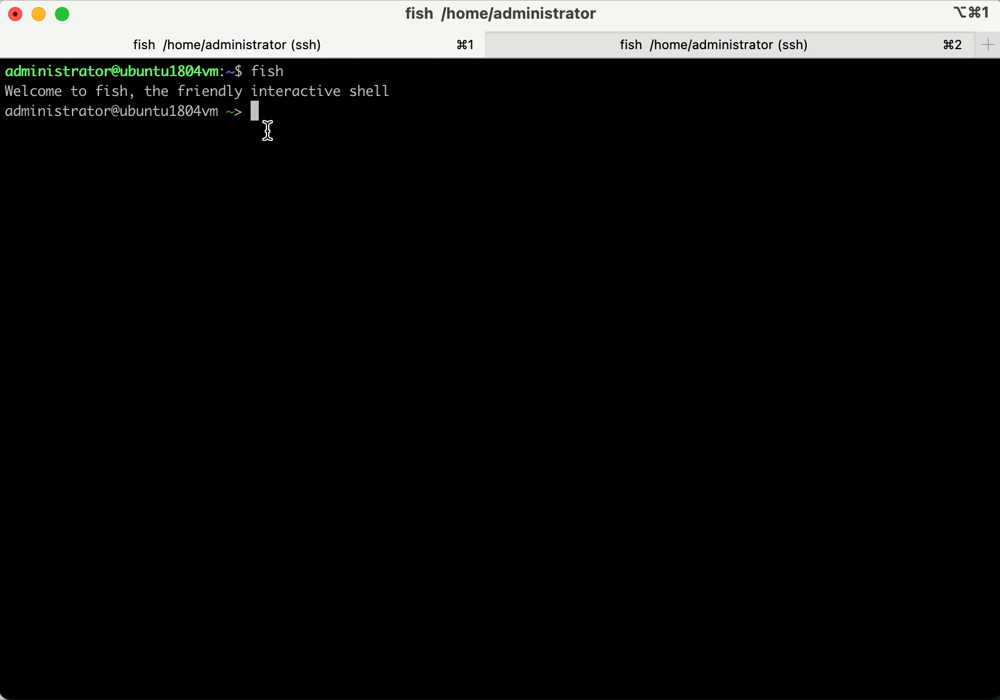 fish /home/administrator
⌥⌘1
fish /home/administrator (ssh) ⌘1
fish /home/administrator (ssh) ⌘2
administrator@ubuntu1804vm:~$ fish
Welcome to fish, the friendly interactive shell
administrator@ubuntu1804vm ~>